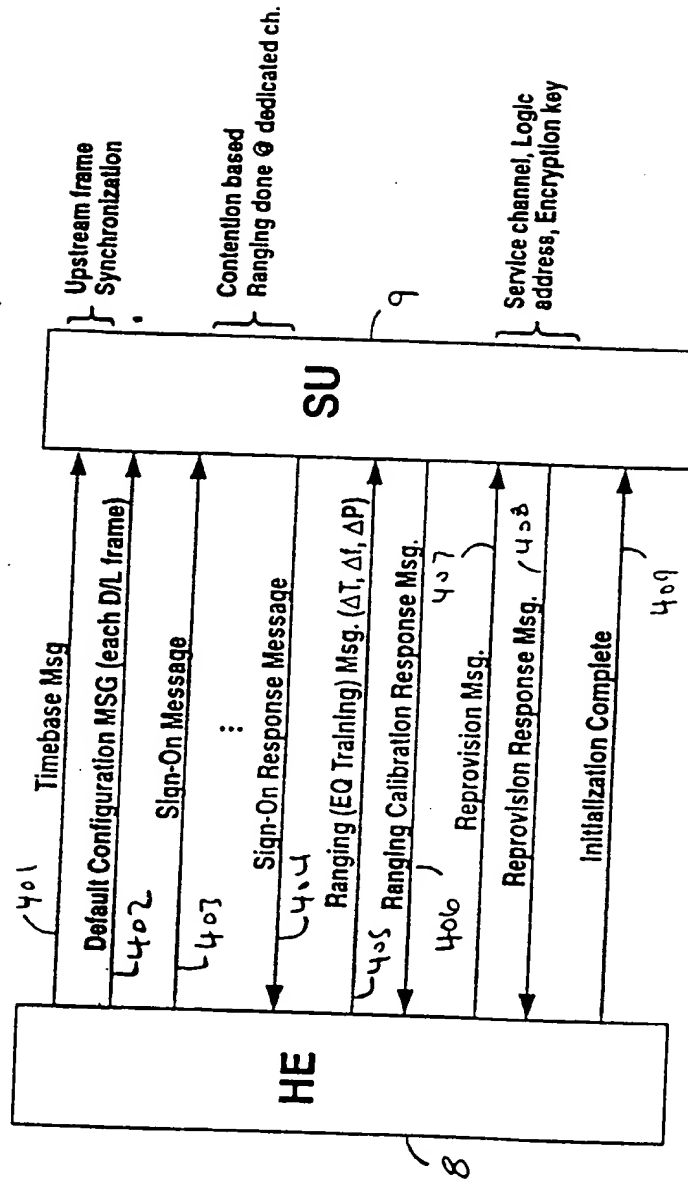 401
Timebase Msg
Default Configuration MSG (each D/L frame)
402
Sign-On Message
403
Sign-On Response Message
404
Ranging (EQ Training) Msg. (ΔT, Δf, ΔP)
405
Ranging Calibration Response Msg.
406
407
Reprovision Msg.
Reprovision Response Msg.
408
Initialization Complete
409
HE
8
SU
9
Upstream frame
Synchronization
Contention based
Ranging done @ dedicated ch.
Service channel, Logic
address, Encryption key